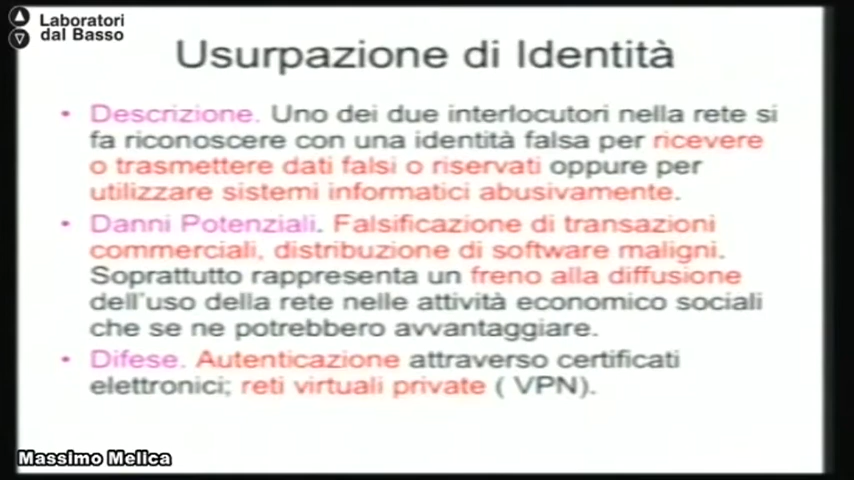 Laboratori
dal Basso
Usurpazione di Identità
• Descrizione. Uno dei due interlocutori nella rete si
fa riconoscere con una identità falsa per ricevere
o trasmettere dati falsi o riservati oppure per
utilizzare sistemi informatici abusivamente.
• Danni Potenziali. Falsificazione di transazioni
commerciali, distribuzione di software maligni.
Soprattutto rappresenta un freno alla diffusione
dell'uso della rete nelle attività economico sociali
che se ne potrebbero avvantaggiare.
• Difese. Autenticazione attraverso certificati
elettronici; reti virtuali private ( VPN).
Massimo Melica